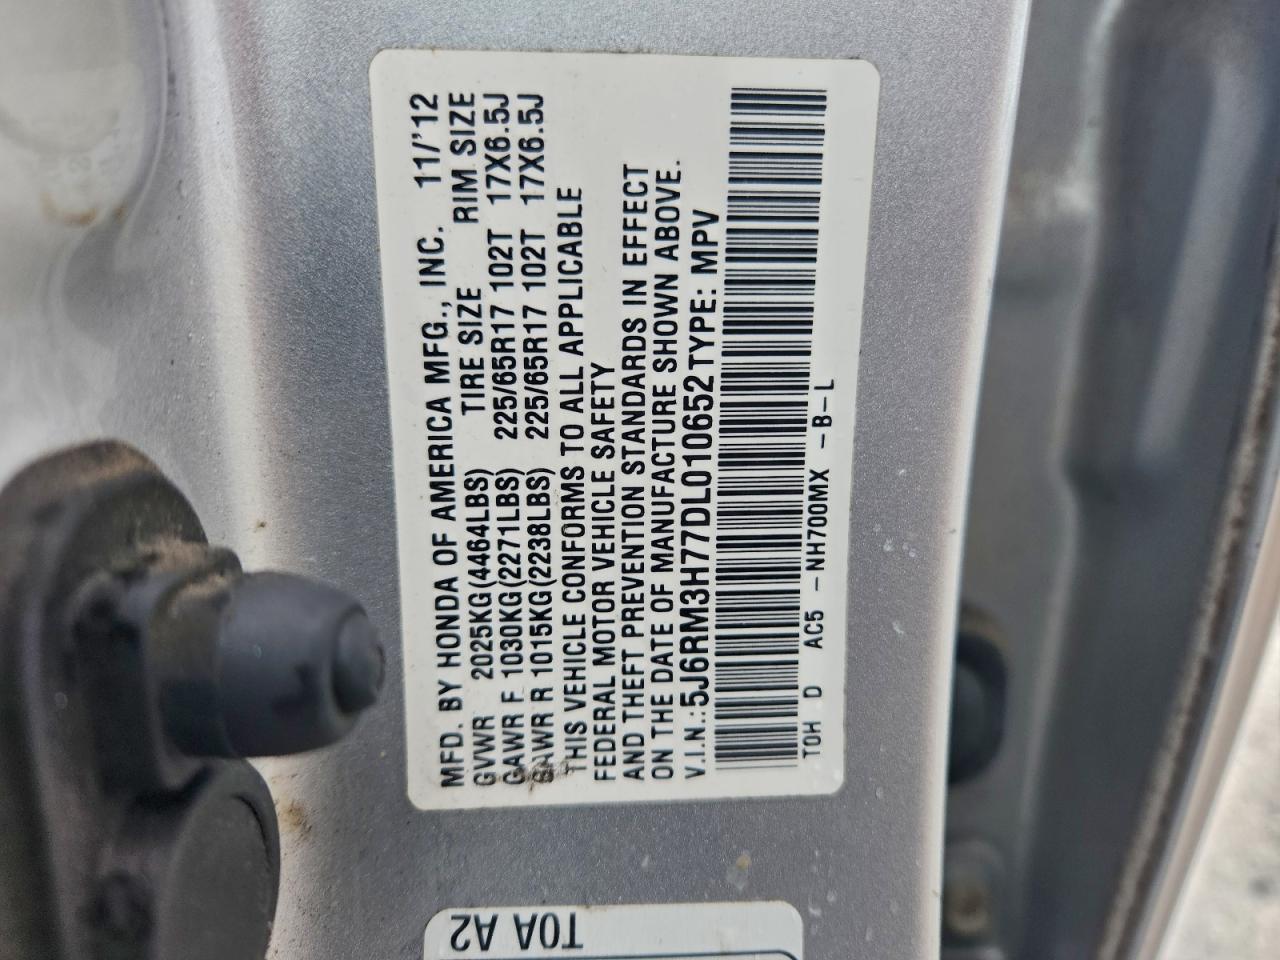 MFD. BY HONDA OF AMERICA MFG., INC. 11/'12
GVWR 2025KG(4464LBS) TIRE SIZE RIM SIZE
GAWR F 1030KG(2271LBS) 225/65R17 102T 17X6.5J
GAWR R 1015KG(2238LBS) 225/65R17 102T 17X6.5J
THIS VEHICLE CONFORMS TO ALL APPLICABLE
FEDERAL MOTOR VEHICLE SAFETY
AND THEFT PREVENTION STANDARDS IN EFFECT
ON THE DATE OF MANUFACTURE SHOWN ABOVE.
V.I.N.:5J6RM3H77DL010652 TYPE: MPV
T0H D AC5 -NH700MX -B-L
T0A A2